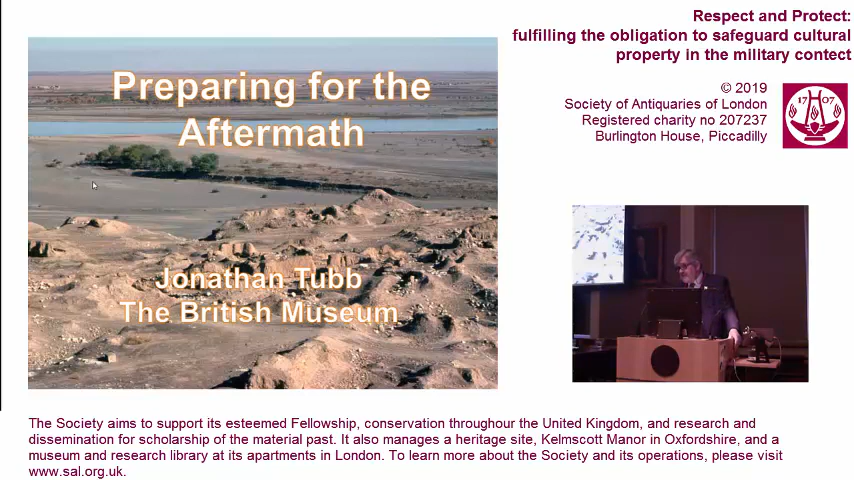 Respect and Protect:
fulfilling the obligation to safeguard cultural
property in the military contect
© 2019
Society of Antiquaries of London
Registered charity no 207237
Burlington House, Piccadilly
17 07
Preparing for the
Aftermath
Jonathan Tubb
The British Museum
The Society aims to support its esteemed Fellowship, conservation throughour the United Kingdom, and research and
dissemination for scholarship of the material past. It also manages a heritage site, Kelmscott Manor in Oxfordshire, and a
museum and research library at its apartments in London. To learn more about the Society and its operations, please visit
www.sal.org.uk.